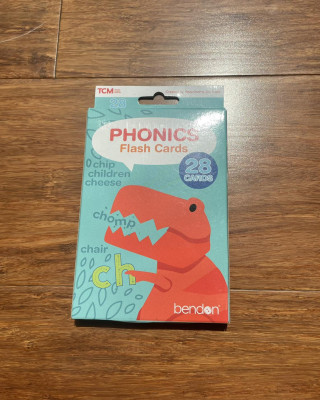 TCM
PHONICS
Flash Cards
28
CARDS
chip
children
cheese
chomp
chair
ch
bendon